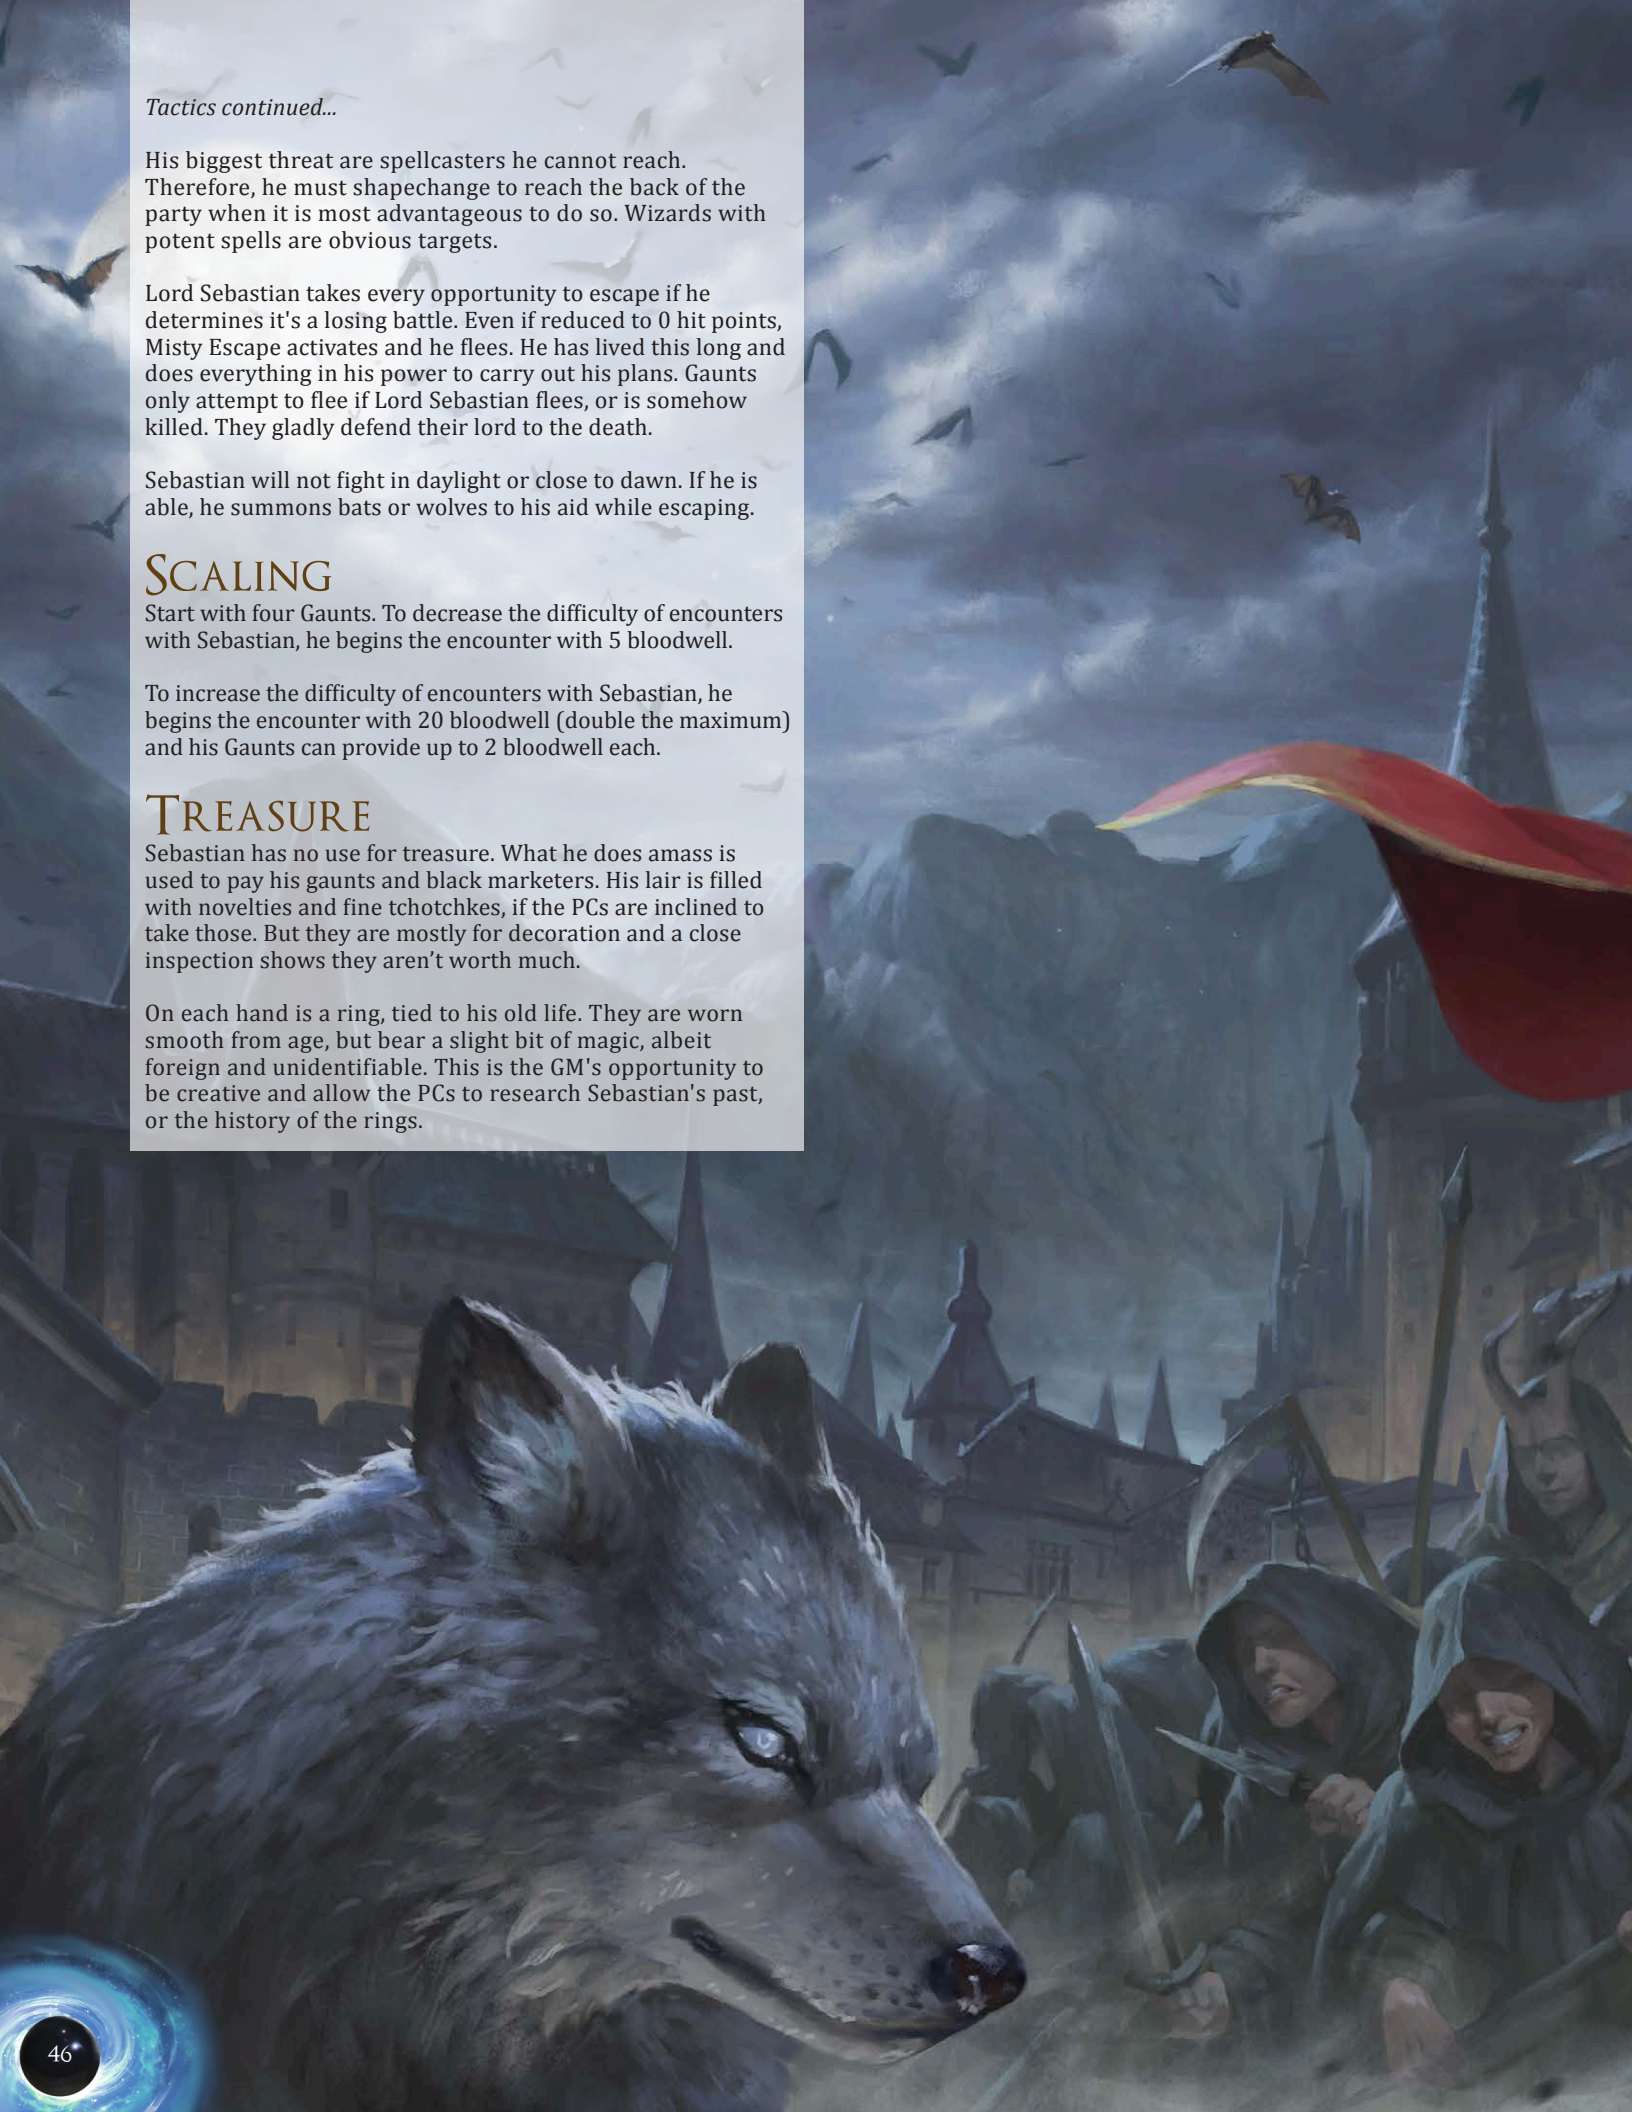 Tactics continued...
His biggest threat are spellcasters he cannot reach.
Therefore, he must shapechange to reach the back of the
party when it is most advantageous to do so. Wizards with
potent spells are obvious targets.
Lord Sebastian takes every opportunity to escape if he
determines it's a losing battle. Even if reduced to 0 hit points,
Misty Escape activates and he flees. He has lived this long and
does everything in his power to carry out his plans. Gaunts
only attempt to flee if Lord Sebastian flees, or is somehow
killed. They gladly defend their lord to the death.
Sebastian will not fight in daylight or close to dawn. If he is
able, he summons bats or wolves to his aid while escaping.
Scaling
Start with four Gaunts. To decrease the difficulty of encounters
with Sebastian, he begins the encounter with 5 bloodwell.
To increase the difficulty of encounters with Sebastian, he
begins the encounter with 20 bloodwell (double the maximum)
and his Gaunts can provide up to 2 bloodwell each.
Treasure
Sebastian has no use for treasure. What he does amass is
used to pay his gaunts and black marketers. His lair is filled
with novelties and fine tchotchkes, if the PCs are inclined to
take those. But they are mostly for decoration and a close
inspection shows they aren’t worth much.
On each hand is a ring, tied to his old life. They are worn
smooth from age, but bear a slight bit of magic, albeit
foreign and unidentifiable. This is the GM's opportunity to
be creative and allow the PCs to research Sebastian's past,
or the history of the rings.
46